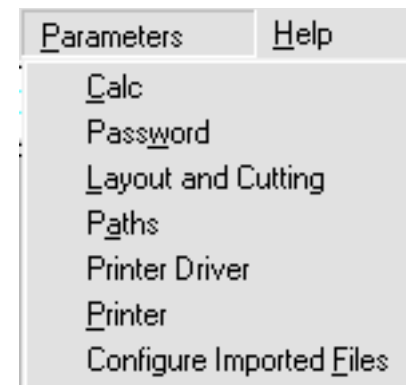 Parameters Help
Calc
Password
Layout and Cutting
Paths
Printer Driver
Printer
Configure Imported Files